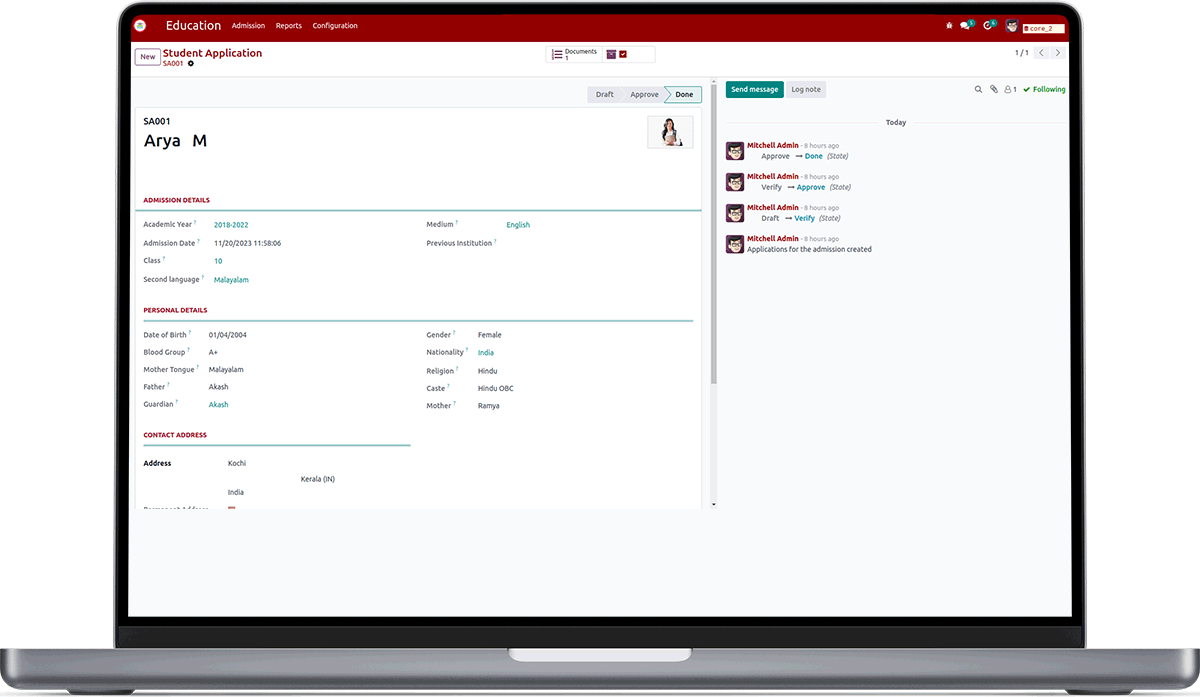 Education Admission Reports Configuration 5 6 core_2
New Student Application Documents 1 / 1
SA001 1
Draft Approve Done Send message Log note 1 Following
SA001
Arya M
Today
Mitchell Admin - 8 hours ago
Approve → Done (State)
Mitchell Admin - 8 hours ago
Verify → Approve (State)
Mitchell Admin - 8 hours ago
Draft → Verify (State)
Mitchell Admin - 8 hours ago
Applications for the admission created
ADMISSION DETAILS
Academic Year ? 2018-2022 Medium ? English
Admission Date ? 11/20/2023 11:58:06 Previous Institution ?
Class ? 10
Second language ? Malayalam
PERSONAL DETAILS
Date of Birth ? 01/04/2004 Gender ? Female
Blood Group ? A+ Nationality ? India
Mother Tongue ? Malayalam Religion ? Hindu
Father ? Akash Caste ? Hindu OBC
Guardian ? Akash Mother ? Ramya
CONTACT ADDRESS
Address Kochi
Kerala (IN)
India